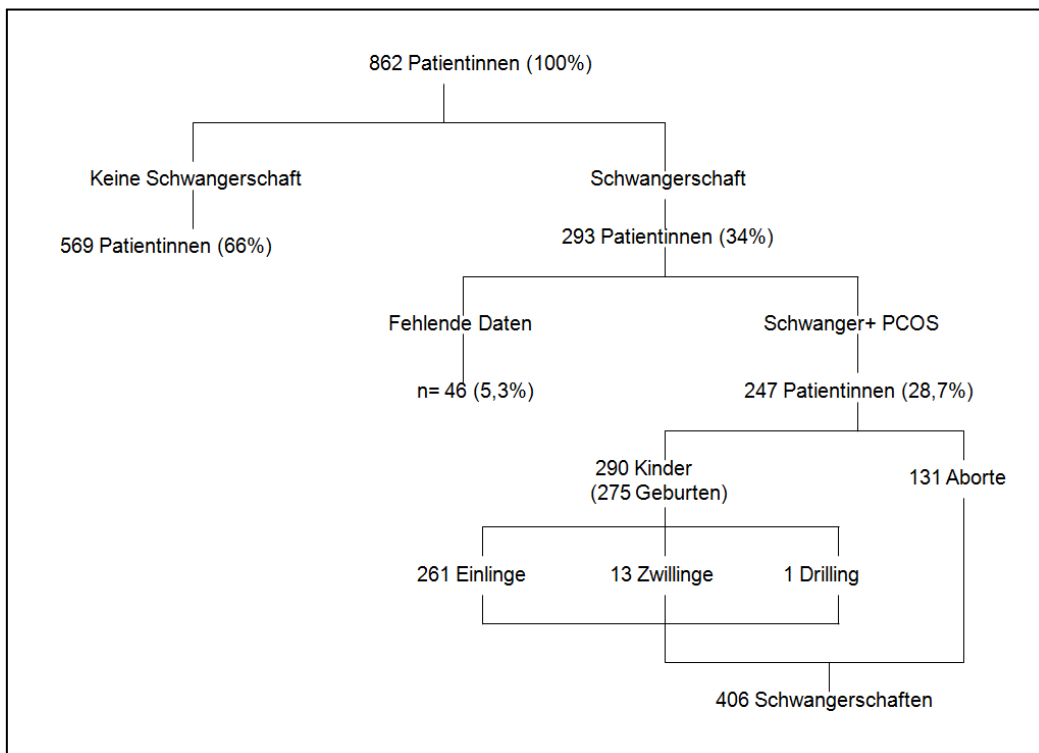 862 Patientinnen (100%)
Keine Schwangerschaft
Schwangerschaft
569 Patientinnen (66%)
293 Patientinnen (34%)
Fehlende Daten
Schwanger+ PCOS
n= 46 (5,3%)
247 Patientinnen (28,7%)
290 Kinder
(275 Geburten)
131 Aborte
261 Einlinge
13 Zwillinge
1 Drilling
406 Schwangerschaften